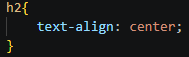 h2{
    text-align: center;
}